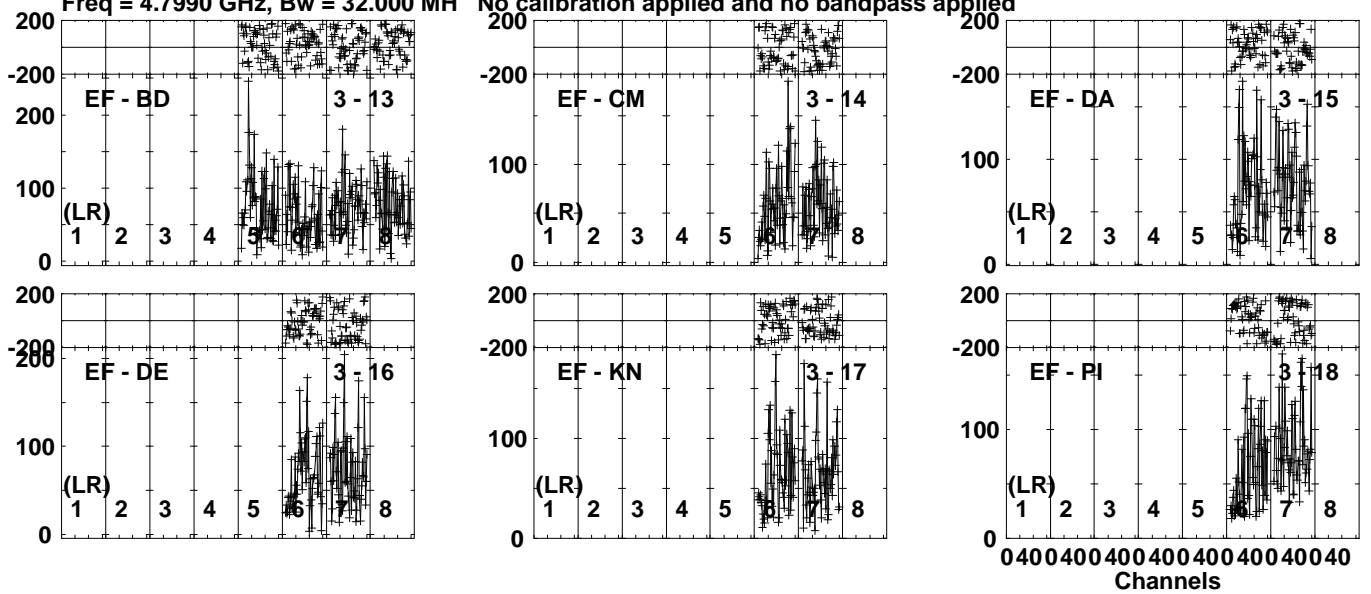 Freq = 4.7990 GHz, Bw = 32.000 MH No calibration applied and no bandpass applied
200
-200
EF - BD 3 - 13
200
100
0
(LR)
1 2 3 4 5 6 7 8
200
-200
EF - CM 3 - 14
100
0
(LR)
1 2 3 4 5 6 7 8
200
-200
EF - DA 3 - 15
100
0
(LR)
1 2 3 4 5 6 7 8
200
-200
200
EF - DE 3 - 16
100
0
(LR)
1 2 3 4 5 6 7 8
200
-200
EF - KN 3 - 17
100
0
(LR)
1 2 3 4 5 6 7 8
200
-200
EF - PI 3 - 18
100
0
(LR)
1 2 3 4 5 6 7 8
0 40 0 40 0 40 0 40 0 40 0 40 0 40 0 40
Channels